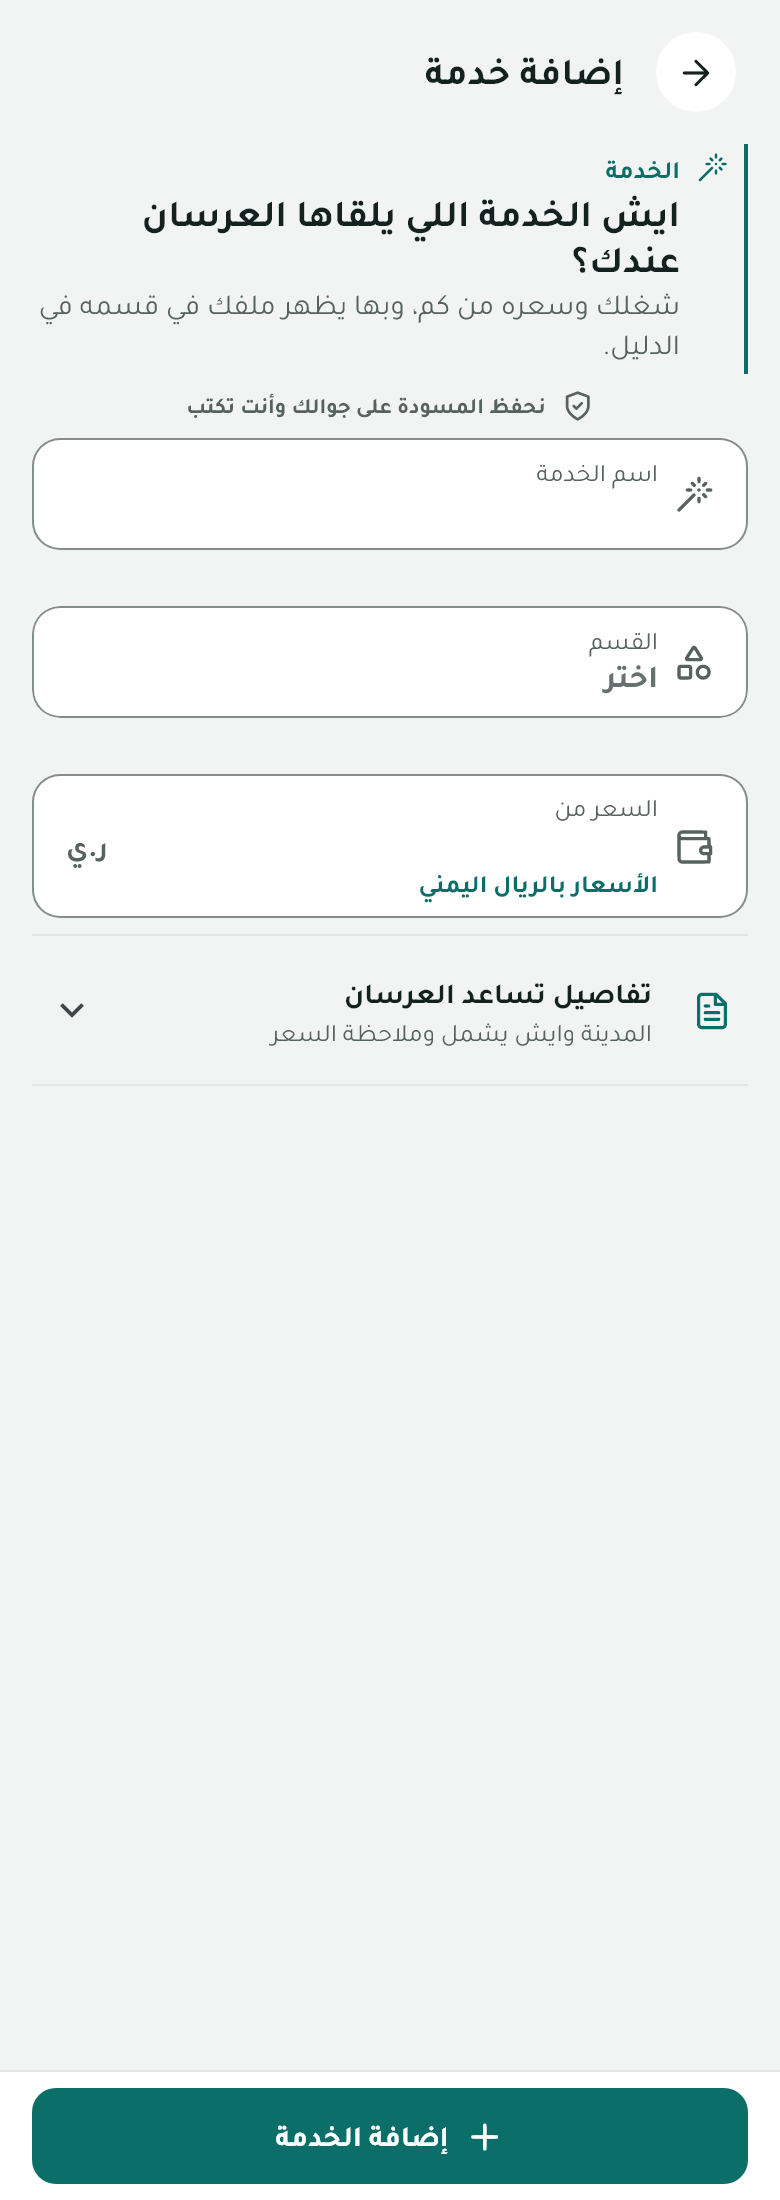 إضافة خدمة
الخدمة
ايش الخدمة اللي يلقاها العرسان
عندك؟
شغلك وسعره من كم، وبها يظهر ملفك في قسمه في
الدليل.
نحفظ المسودة على جوالك وأنت تكتب
اسم الخدمة
القسم
اختر
السعر من
ر.ي
الأسعار بالريال اليمني
تفاصيل تساعد العرسان
المدينة وايش يشمل وملاحظة السعر
إضافة الخدمة